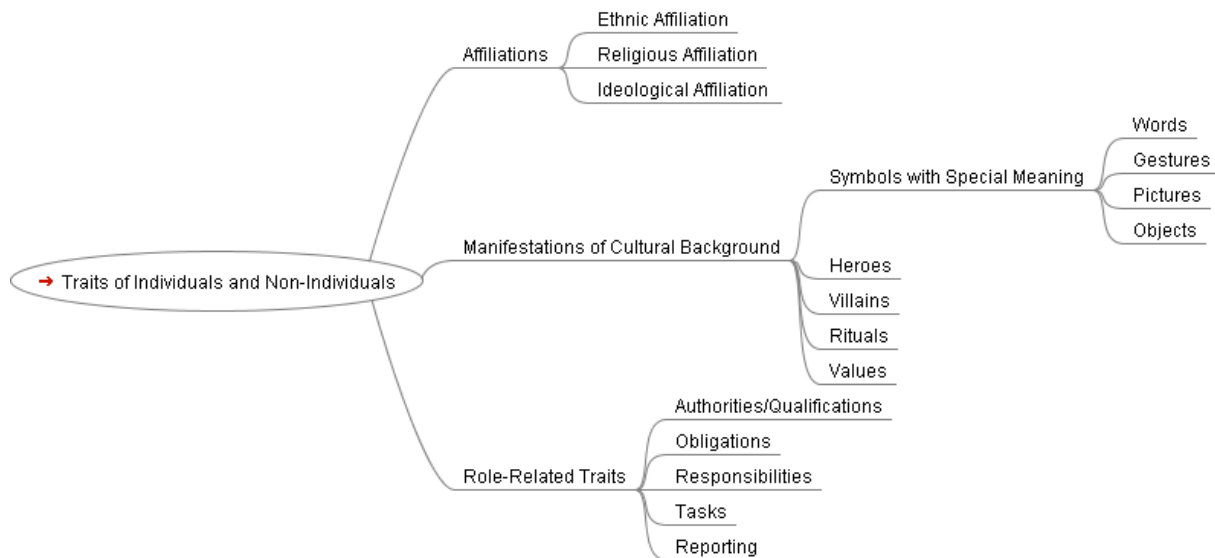 Traits of Individuals and Non-Individuals
Affiliations
Ethnic Affiliation
Religious Affiliation
Ideological Affiliation
Manifestations of Cultural Background
Symbols with Special Meaning
Words
Gestures
Pictures
Objects
Heroes
Villains
Rituals
Values
Role-Related Traits
Authorities/Qualifications
Obligations
Responsibilities
Tasks
Reporting